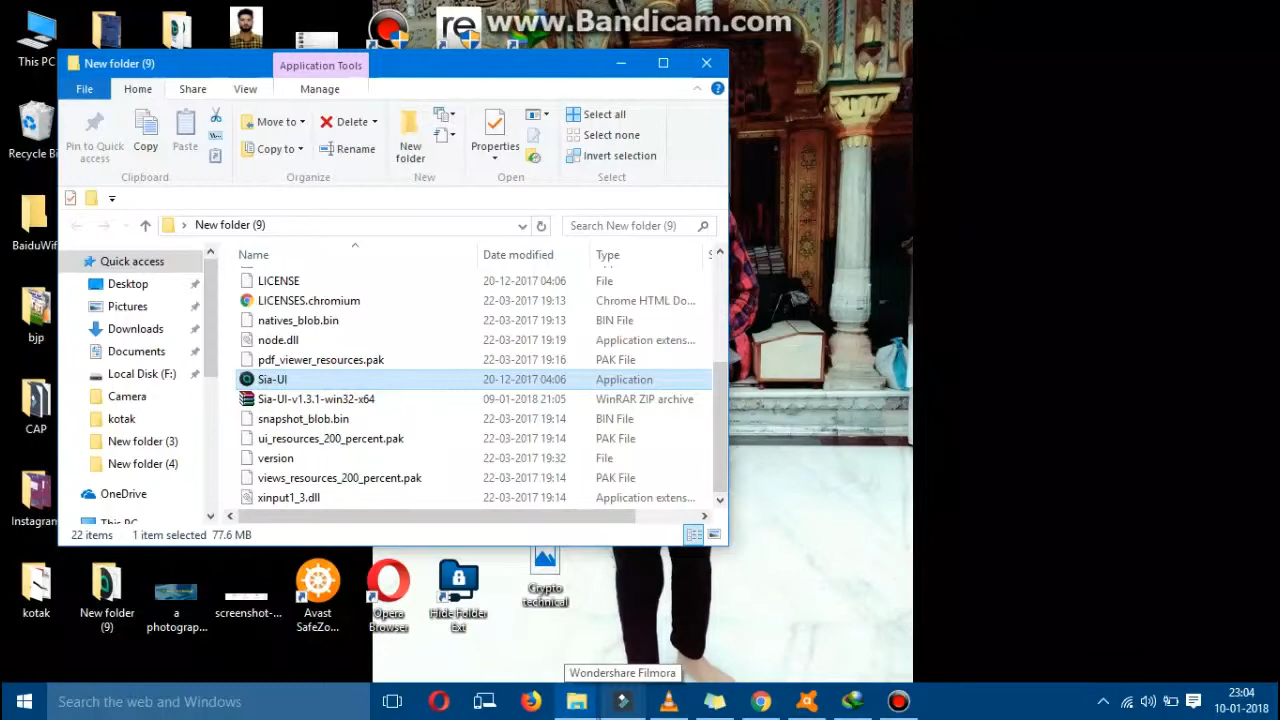 www.Bandicam.com
This PC
re
New folder (9)
Application Tools
File
Home
Share
View
Manage
Pin to Quick access
Copy
Paste
Clipboard
Move to
Copy to
Delete
Rename
Organize
New folder
New
Properties
Open
Select all
Select none
Invert selection
Select
New folder (9)
Search New folder (9)
Name
Date modified
Type
S
Quick access
Desktop
Pictures
Downloads
Documents
Local Disk (F:)
Camera
kotak
New folder (3)
New folder (4)
OneDrive
This PC
LICENSE 20-12-2017 04:06 File
LICENSES.chromium 22-03-2017 19:13 Chrome HTML Do...
natives_blob.bin 22-03-2017 19:13 BIN File
node.dll 22-03-2017 19:19 Application extens...
pdf_viewer_resources.pak 22-03-2017 19:16 PAK File
Sia-UI 20-12-2017 04:06 Application
Sia-UI-v1.3.1-win32-x64 09-01-2018 21:05 WinRAR ZIP archive
snapshot_blob.bin 22-03-2017 19:14 BIN File
ui_resources_200_percent.pak 22-03-2017 19:14 PAK File
version 22-03-2017 19:32 File
views_resources_200_percent.pak 22-03-2017 19:14 PAK File
xinput1_3.dll 22-03-2017 19:14 Application extens...
22 items 1 item selected 77.6 MB
Recycle Bi
BaiduWif
bjp
CAP
Instagram
kotak
New folder
(9)
a
photograp...
screenshot-...
Avast
SafeZo...
Opera
Browser
Hide Folder
Ext
Crypto
technical
Wondershare Filmora
Search the web and Windows
23:04
10-01-2018